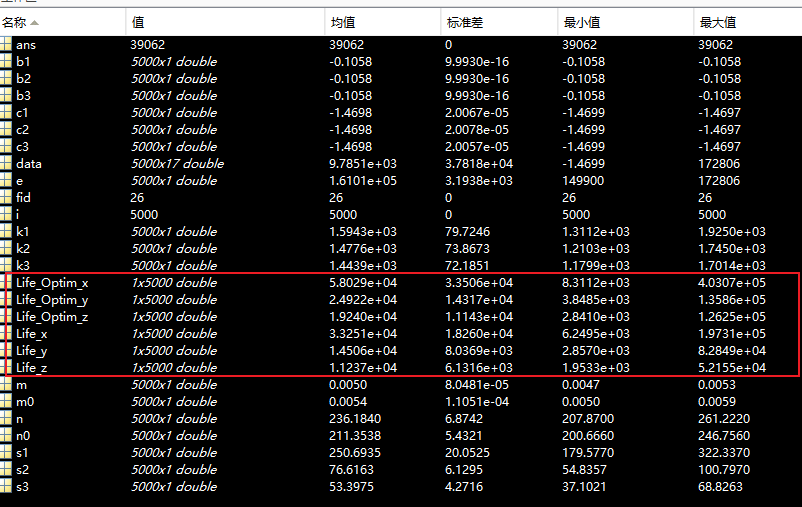 名称 值 均值 标准差 最小值 最大值
ans 39062 39062 0 39062 39062
b1 5000x1 double -0.1058 9.9930e-16 -0.1058 -0.1058
b2 5000x1 double -0.1058 9.9930e-16 -0.1058 -0.1058
b3 5000x1 double -0.1058 9.9930e-16 -0.1058 -0.1058
c1 5000x1 double -1.4698 2.0067e-05 -1.4699 -1.4697
c2 5000x1 double -1.4698 2.0078e-05 -1.4699 -1.4697
c3 5000x1 double -1.4698 2.0057e-05 -1.4699 -1.4697
data 5000x17 double 9.7851e+03 3.7818e+04 -1.4699 172806
e 5000x1 double 1.6101e+05 3.1938e+03 149900 172806
fid 26 26 0 26 26
i 5000 5000 0 5000 5000
k1 5000x1 double 1.5943e+03 79.7246 1.3112e+03 1.9250e+03
k2 5000x1 double 1.4776e+03 73.8673 1.2103e+03 1.7450e+03
k3 5000x1 double 1.4439e+03 72.1851 1.1799e+03 1.7014e+03
Life_Optim_x 1x5000 double 5.8029e+04 3.3506e+04 8.3112e+03 4.0307e+05
Life_Optim_y 1x5000 double 2.4922e+04 1.4317e+04 3.8485e+03 1.3586e+05
Life_Optim_z 1x5000 double 1.9240e+04 1.1143e+04 2.8410e+03 1.2625e+05
Life_x 1x5000 double 3.3251e+04 1.8260e+04 6.2495e+03 1.9731e+05
Life_y 1x5000 double 1.4506e+04 8.0369e+03 2.8570e+03 8.2849e+04
Life_z 1x5000 double 1.1237e+04 6.1316e+03 1.9533e+03 5.2155e+04
m 5000x1 double 0.0050 8.0481e-05 0.0047 0.0053
m0 5000x1 double 0.0054 1.1051e-04 0.0050 0.0059
n 5000x1 double 236.1840 6.8742 207.8700 261.2220
n0 5000x1 double 211.3538 5.4321 200.6660 246.7560
s1 5000x1 double 250.6935 20.0525 179.5770 322.3370
s2 5000x1 double 76.6163 6.1295 54.8357 100.7970
s3 5000x1 double 53.3975 4.2716 37.1021 68.8263